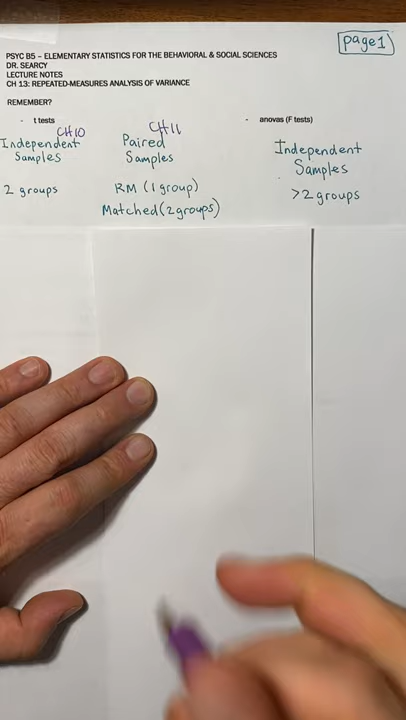 page 1
PSYC B5 – ELEMENTARY STATISTICS FOR THE BEHAVIORAL & SOCIAL SCIENCES
DR. SEARCY
LECTURE NOTES
CH 13: REPEATED-MEASURES ANALYSIS OF VARIANCE
REMEMBER?
- t tests
CH10
Independent
Samples
2 groups
CH11
Paired
Samples
RM (1 group)
Matched (2 groups)
- anovas (F tests)
Independent
Samples
>2 groups